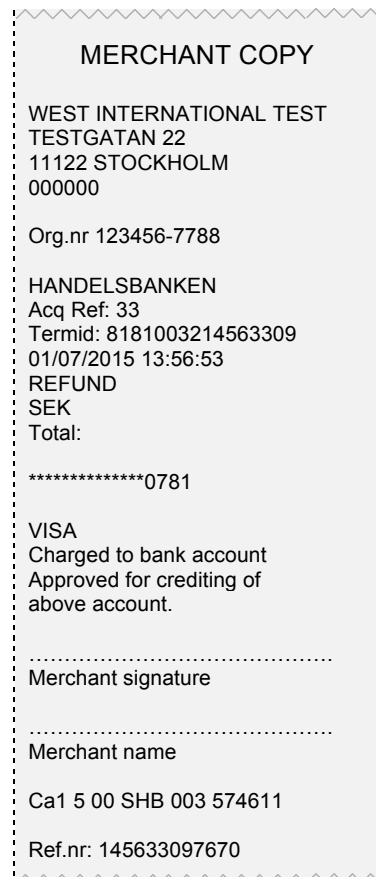 MERCHANT COPY
WEST INTERNATIONAL TEST
TESTGATAN 22
11122 STOCKHOLM
000000
Org.nr 123456-7788
HANDELSBANKEN
Acq Ref: 33
Termid: 8181003214563309
01/07/2015 13:56:53
REFUND
SEK
Total:
**************0781
VISA
Charged to bank account
Approved for crediting of
above account.
…………………………………….
Merchant signature
…………………………………….
Merchant name
Ca1 5 00 SHB 003 574611
Ref.nr: 145633097670